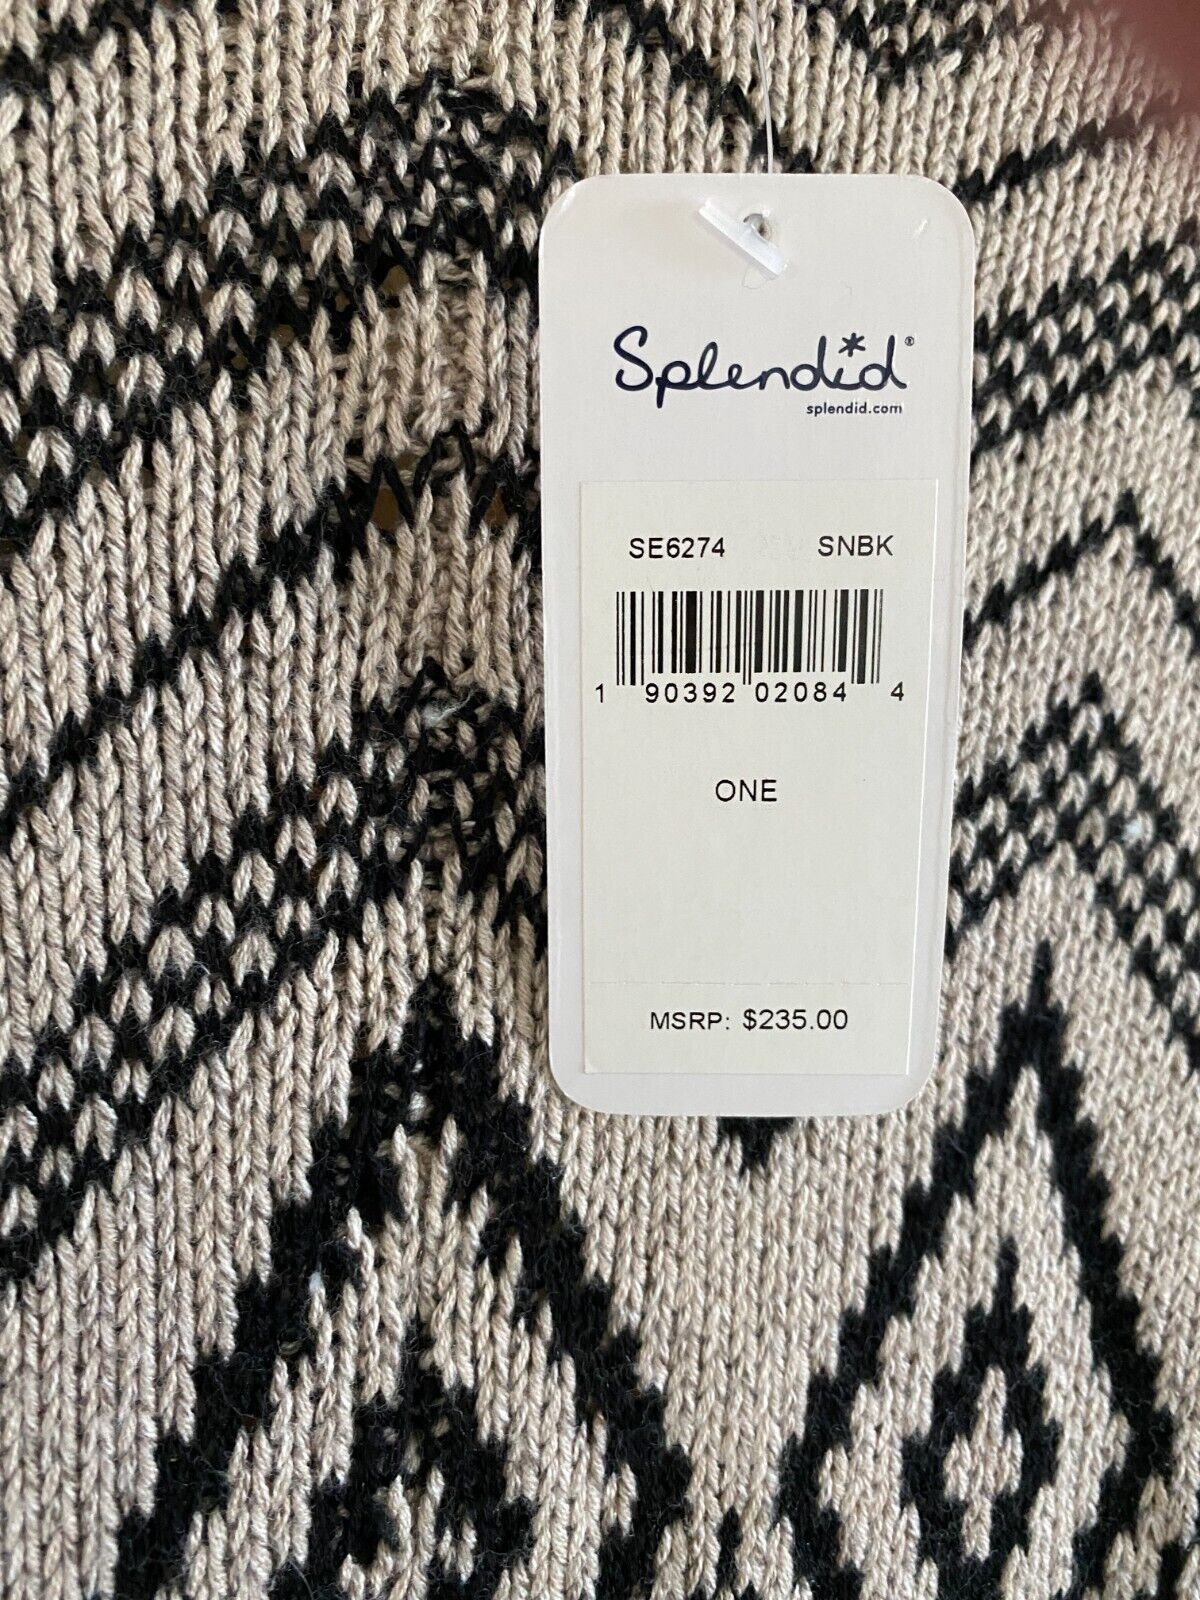 Splendid®
splendid.com
SE6274 SNBK
1 90392 02084 4
ONE
MSRP: $235.00